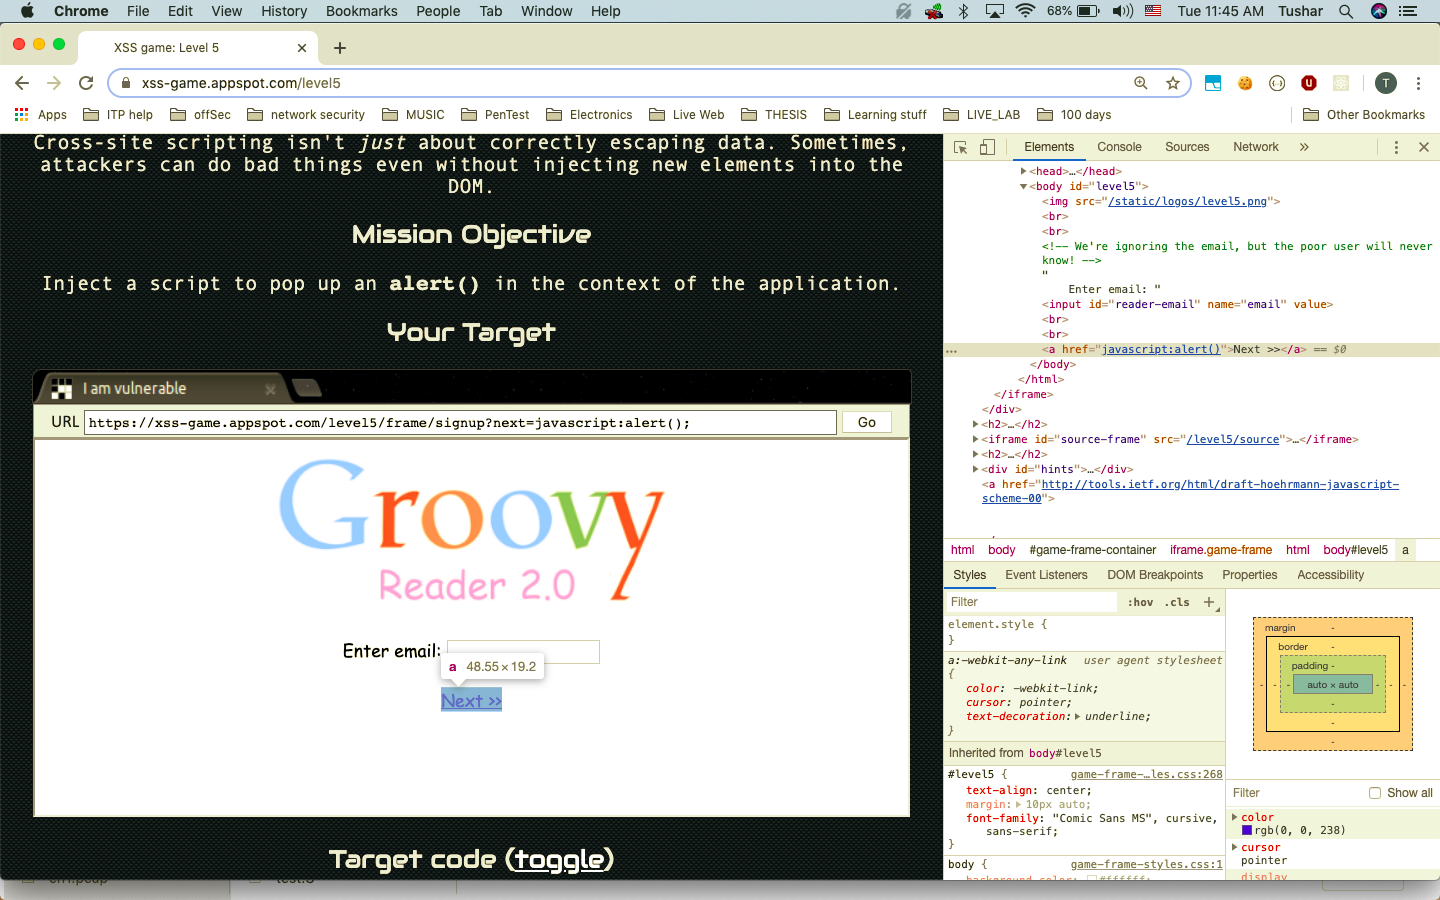 Chrome File Edit View History Bookmarks People Tab Window Help 68% Tue 11:45 AM Tushar
XSS game: Level 5
xss-game.appspot.com/level5 T
Apps ITP help offSec network security MUSIC PenTest Electronics Live Web THESIS Learning stuff LIVE_LAB 100 days Other Bookmarks
Cross-site scripting isn't just about correctly escaping data. Sometimes,
attackers can do bad things even without injecting new elements into the
DOM.
Mission Objective
Inject a script to pop up an alert() in the context of the application.
Your Target
I am vulnerable
URL https://xss-game.appspot.com/level5/frame/signup?next=javascript:alert(); Go
Groovy
Reader 2.0
Enter email:
a 48.55 × 19.2
Next >>
Target code (toggle)
Elements Console Sources Network »
<head>…</head>
<body id="level5">
<img src="/static/logos/level5.png">
<br>
<br>
<!-- We're ignoring the email, but the poor user will never
know! -->
"
Enter email: "
<input id="reader-email" name="email" value>
<br>
<br>
… <a href="javascript:alert()">Next >></a> == $0
</body>
</html>
</iframe>
</div>
<h2>…</h2>
<iframe id="source-frame" src="/level5/source">…</iframe>
<h2>…</h2>
<div id="hints">…</div>
<a href="http://tools.ietf.org/html/draft-hoehrmann-javascript-
scheme-00">
html body #game-frame-container iframe.game-frame html body#level5 a
Styles Event Listeners DOM Breakpoints Properties Accessibility
Filter :hov .cls +
element.style {
}
a:-webkit-any-link user agent stylesheet
{
color: -webkit-link;
cursor: pointer;
text-decoration: underline;
}
Inherited from body#level5
#level5 { game-frame-…les.css:268
text-align: center;
margin: 10px auto;
font-family: "Comic Sans MS", cursive,
sans-serif;
}
body { game-frame-styles.css:1
background-color: #ffffff;
margin -
border -
padding -
- - - auto × auto - - -
-
-
-
Filter Show all
color
rgb(0, 0, 238)
cursor
pointer
display